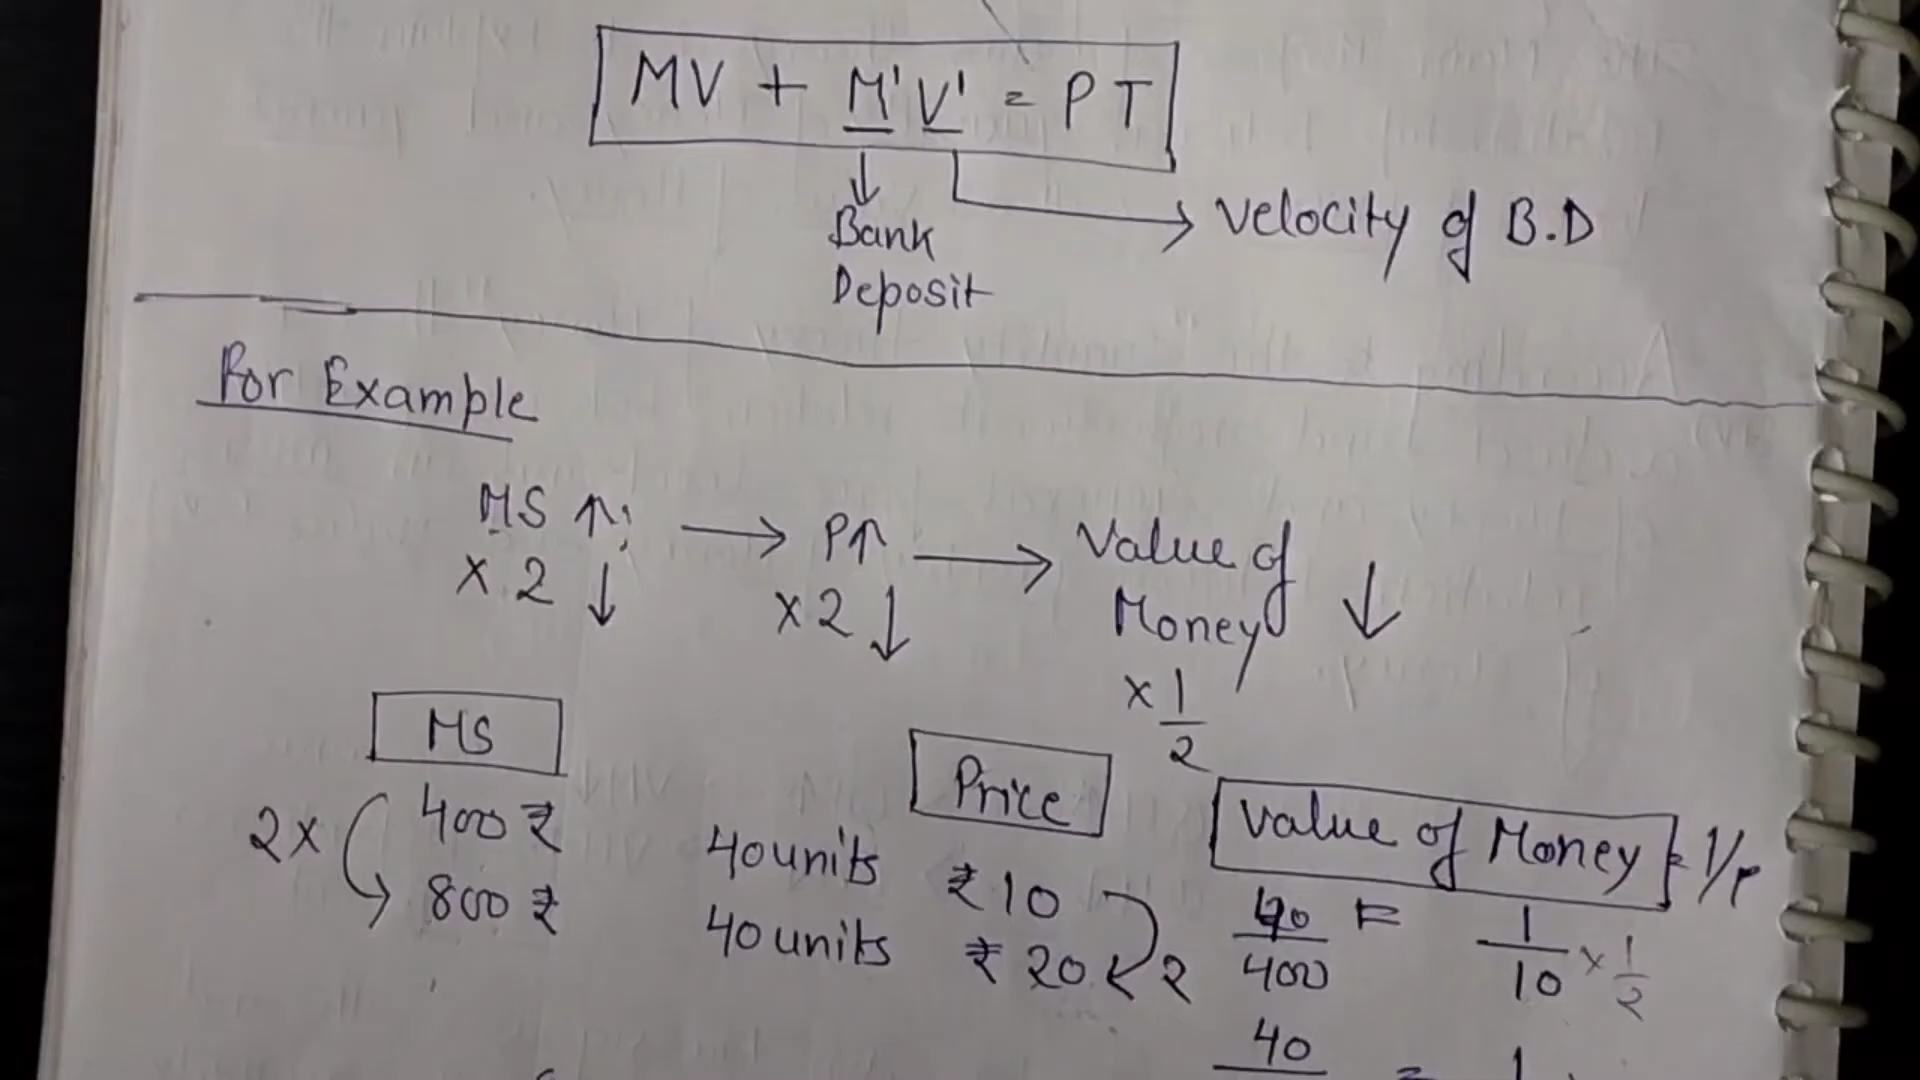 MV + M'V' = PT
↓ → Velocity of B.D
Bank
Deposit
For Example
MS ↑; → P↑ → Value of Money ↓
× 2 ↓ × 2 ↓ × 1/2
MS
Price
Value of Money = 1/P
2× 400 ₹ 40 units ₹ 10 40/400 = 1/10 × 1/2
800 ₹ 40 units ₹ 20 2
40 = 1